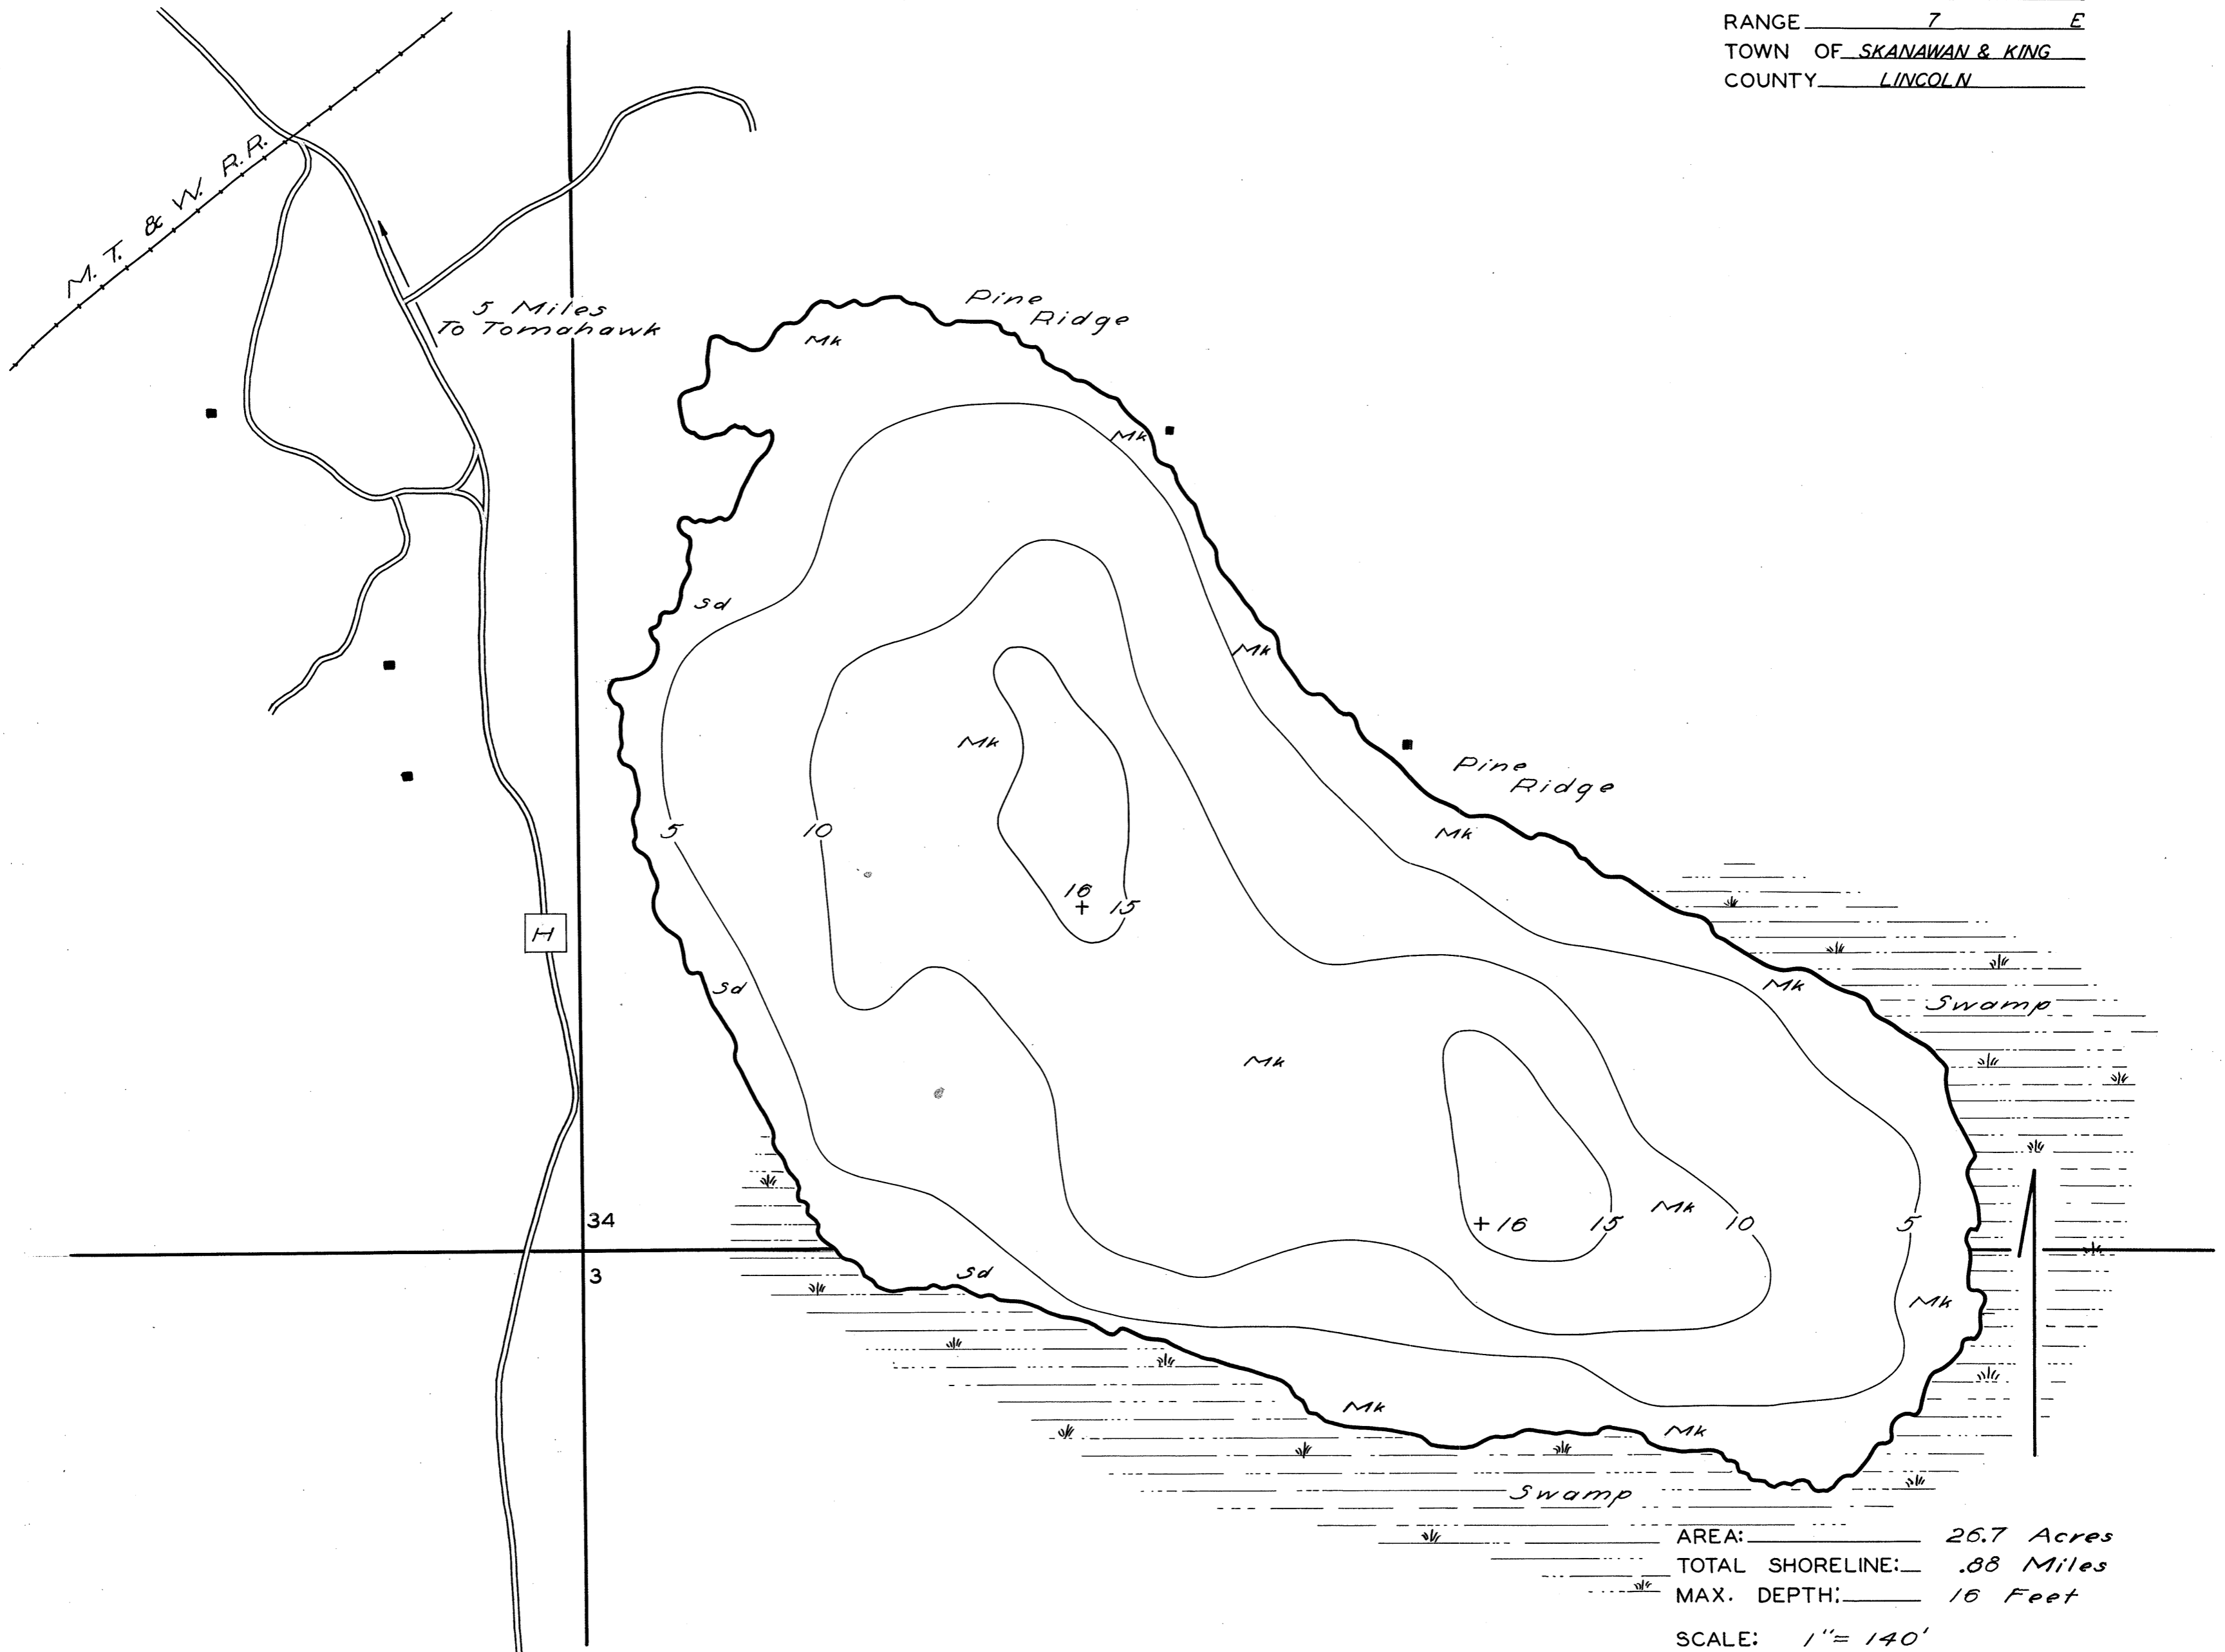 RANGE 7 E
TOWN OF SKANAWAN & KING
COUNTY LINCOLN
M. T. & W. R.R.
5 Miles
To Tomahawk
Pine
Ridge
Mk
Mk
sd
Mk
Mk
Pine
Ridge
5
10
Mk
16
15
H
sd
Mk
Swamp
Mk
34
16
15
Mk
10
5
3
sd
Mk
Mk
Mk
Swamp
AREA: 26.7 Acres
TOTAL SHORELINE: .88 Miles
MAX. DEPTH: 16 Feet
SCALE: 1" = 140'